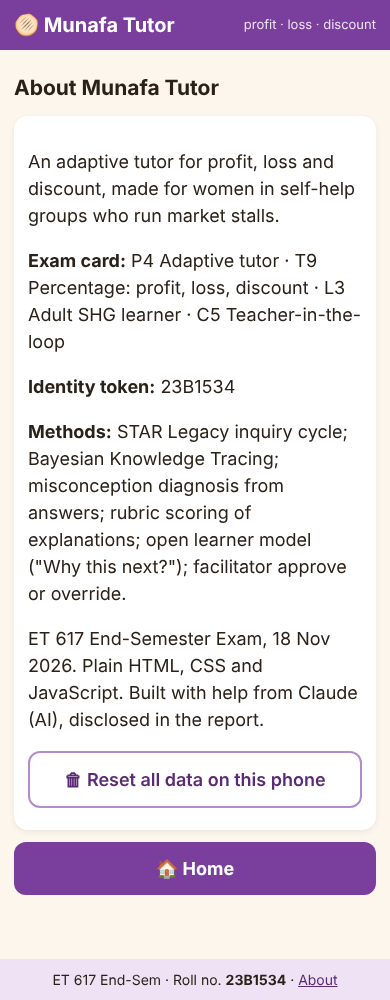 Munafa Tutor
profit · loss · discount
About Munafa Tutor
An adaptive tutor for profit, loss and
discount, made for women in self-help
groups who run market stalls.
Exam card: P4 Adaptive tutor · T9
Percentage: profit, loss, discount · L3
Adult SHG learner · C5 Teacher-in-the-
loop
Identity token: 23B1534
Methods: STAR Legacy inquiry cycle;
Bayesian Knowledge Tracing;
misconception diagnosis from
answers; rubric scoring of
explanations; open learner model
("Why this next?"); facilitator approve
or override.
ET 617 End-Semester Exam, 18 Nov
2026. Plain HTML, CSS and
JavaScript. Built with help from Claude
(AI), disclosed in the report.
🗑 Reset all data on this phone
🏠 Home
ET 617 End-Sem · Roll no. 23B1534 · About